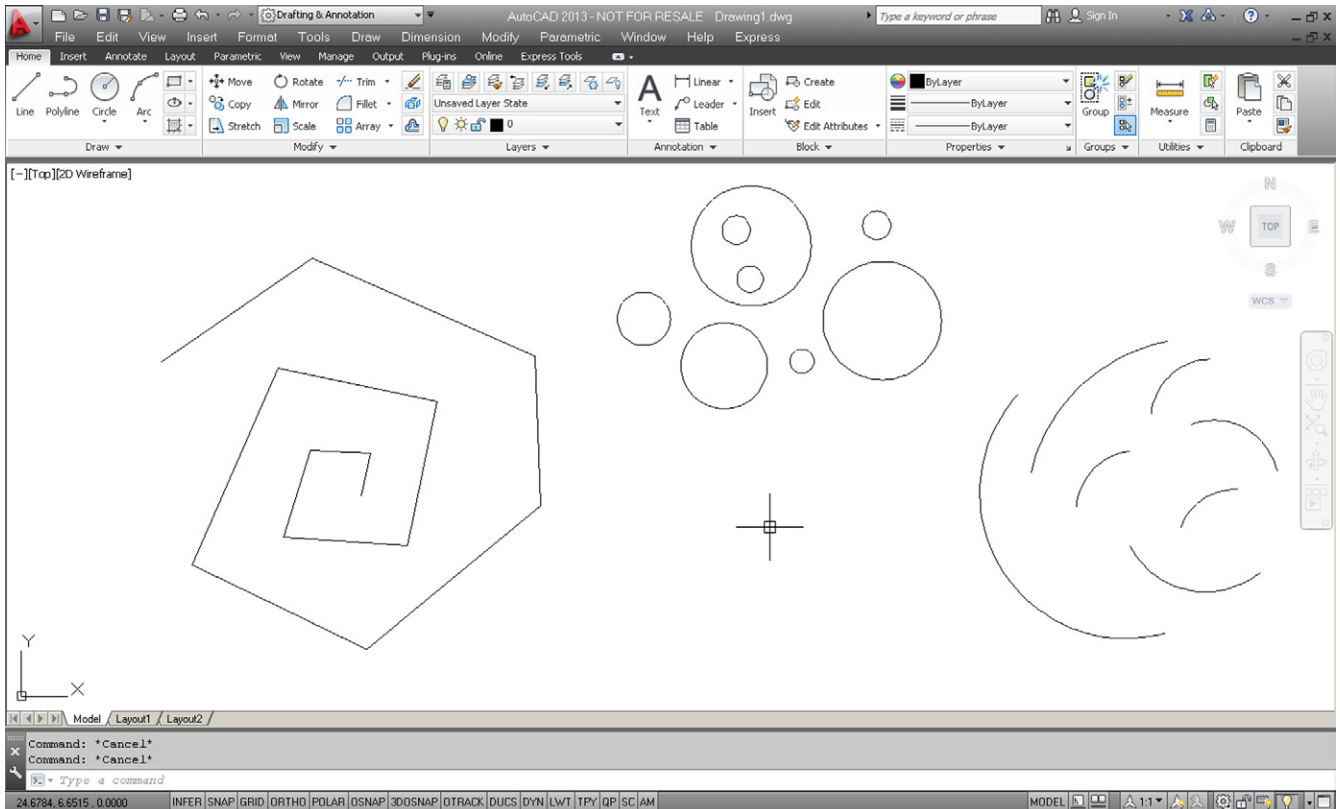 Drafting & Annotation AutoCAD 2013 - NOT FOR RESALE Drawing1.dwg Type a keyword or phrase Sign In
File Edit View Insert Format Tools Draw Dimension Modify Parametric Window Help Express
Home Insert Annotate Layout Parametric View Manage Output Plug-ins Online Express Tools
Move Rotate Trim Linear Create ByLayer
Line Polyline Circle Arc Copy Mirror Fillet Unsaved Layer State Text Leader Insert Edit ByLayer Group Measure Paste
Stretch Scale Array 0 Table Edit Attributes ByLayer
Draw Modify Layers Annotation Block Properties Groups Utilities Clipboard
[-][Top][2D Wireframe]
N
W TOP E
S
WCS
Y
X
Model Layout1 Layout2
Command: *Cancel*
Command: *Cancel*
Type a command
24.6784, 6.6515 , 0.0000 INFER SNAP GRID ORTHO POLAR OSNAP 3DOSNAP OTRACK DUCS DYN LWT TPY QP SC AM MODEL 1:1